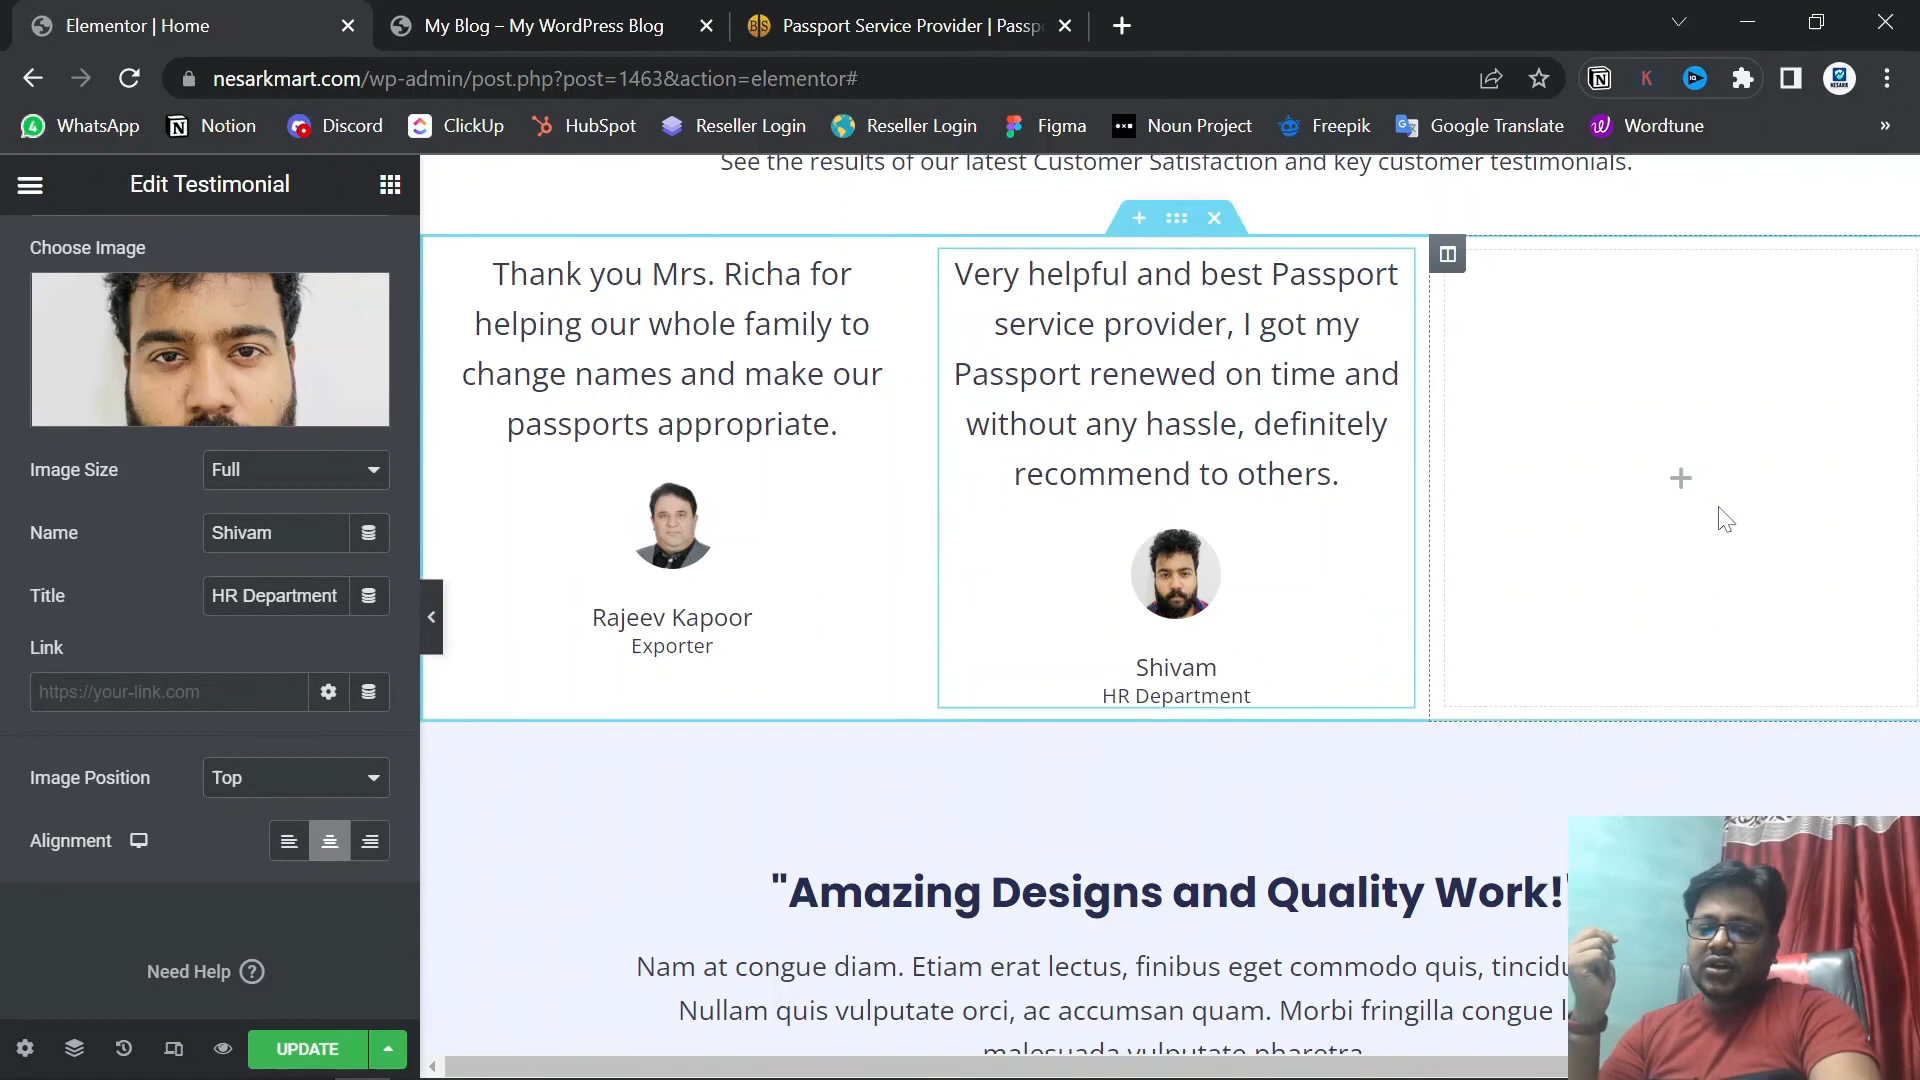 Elementor | Home
My Blog – My WordPress Blog
Passport Service Provider | Passp
nesarkmart.com/wp-admin/post.php?post=1463&action=elementor#
WhatsApp
Notion
Discord
ClickUp
HubSpot
Reseller Login
Reseller Login
Figma
Noun Project
Freepik
Google Translate
Wordtune
Edit Testimonial
Choose Image
Image Size
Full
Name
Shivam
Title
HR Department
Link
https://your-link.com
Image Position
Top
Alignment
Need Help
UPDATE
See the results of our latest Customer Satisfaction and key customer testimonials.
Thank you Mrs. Richa for
helping our whole family to
change names and make our
passports appropriate.
Rajeev Kapoor
Exporter
Very helpful and best Passport
service provider, I got my
Passport renewed on time and
without any hassle, definitely
recommend to others.
Shivam
HR Department
"Amazing Designs and Quality Work!"
Nam at congue diam. Etiam erat lectus, finibus eget commodo quis, tincidu
Nullam quis vulputate orci, ac accumsan quam. Morbi fringilla congue l
malesuada vulputate pharetra.